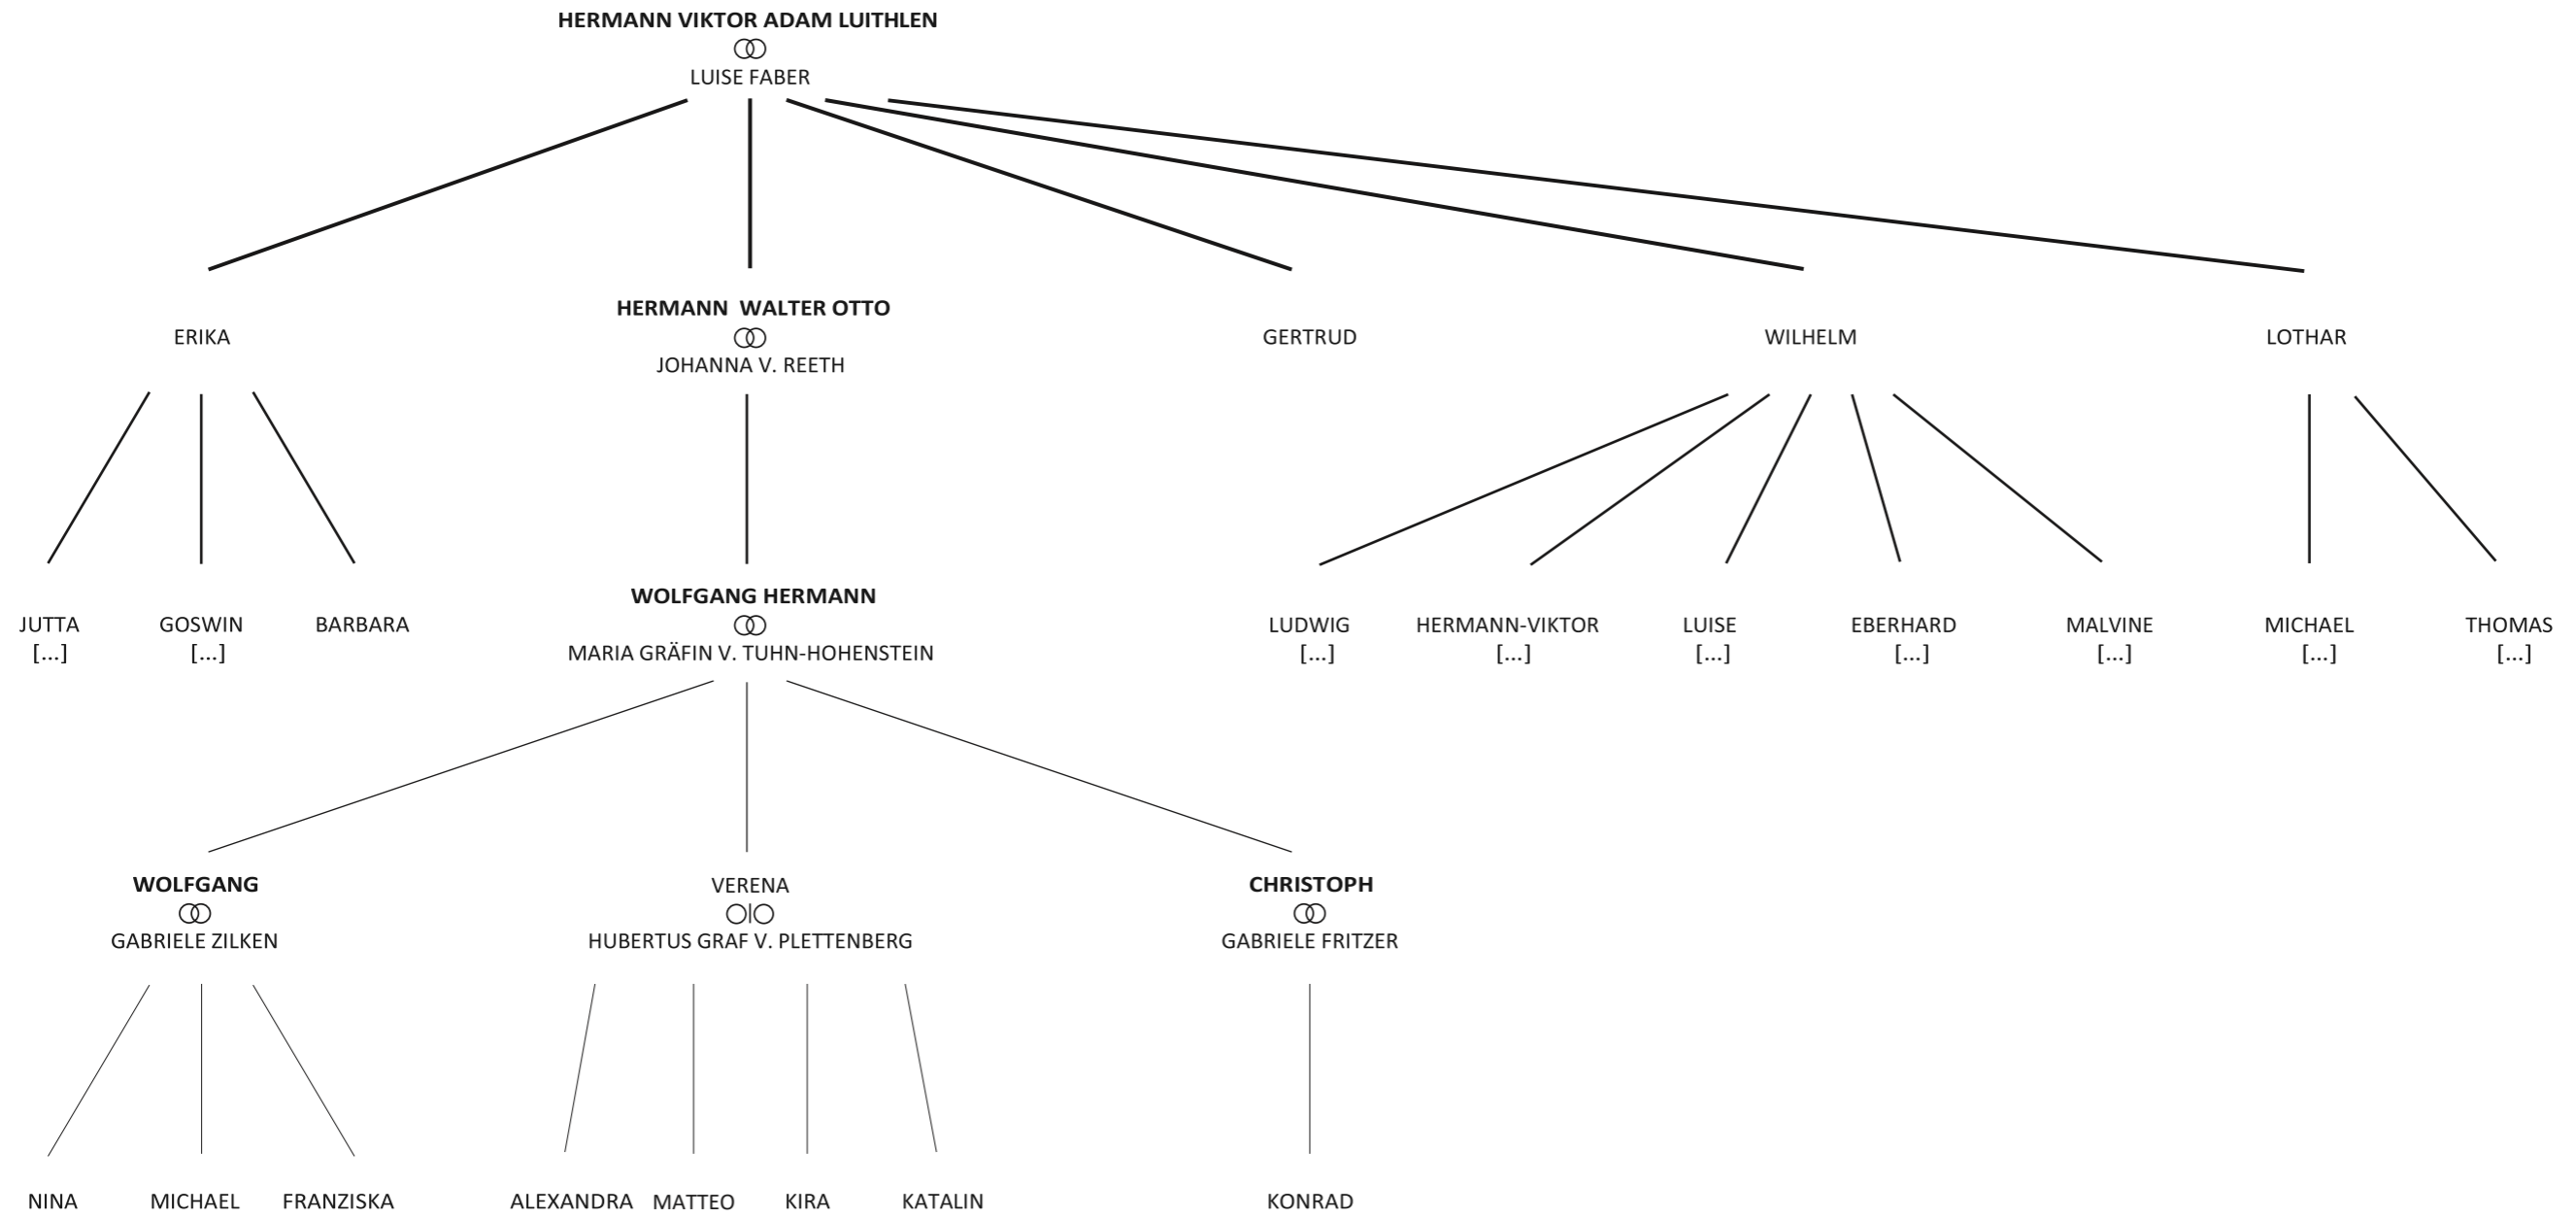 HERMANN VIKTOR ADAM LUITHLEN
LUISE FABER
ERIKA
HERMANN WALTER OTTO
JOHANNA V. REETH
GERTRUD
WILHELM
LOTHAR
JUTTA
[...]
GOSWIN
[...]
BARBARA
WOLFGANG HERMANN
MARIA GRÄFIN V. TUHN-HOHENSTEIN
LUDWIG
[...]
HERMANN-VIKTOR
[...]
LUISE
[...]
EBERHARD
[...]
MALVINE
[...]
MICHAEL
[...]
THOMAS
[...]
WOLFGANG
GABRIELE ZILKEN
VERENA
HUBERTUS GRAF V. PLETTENBERG
CHRISTOPH
GABRIELE FRITZER
NINA
MICHAEL
FRANZISKA
ALEXANDRA
MATTEO
KIRA
KATALIN
KONRAD